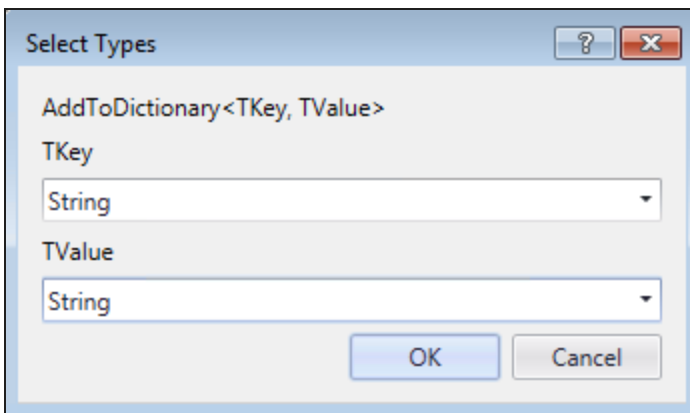 Select Types
?
AddToDictionary<TKey, TValue>
TKey
String
TValue
String
OK Cancel